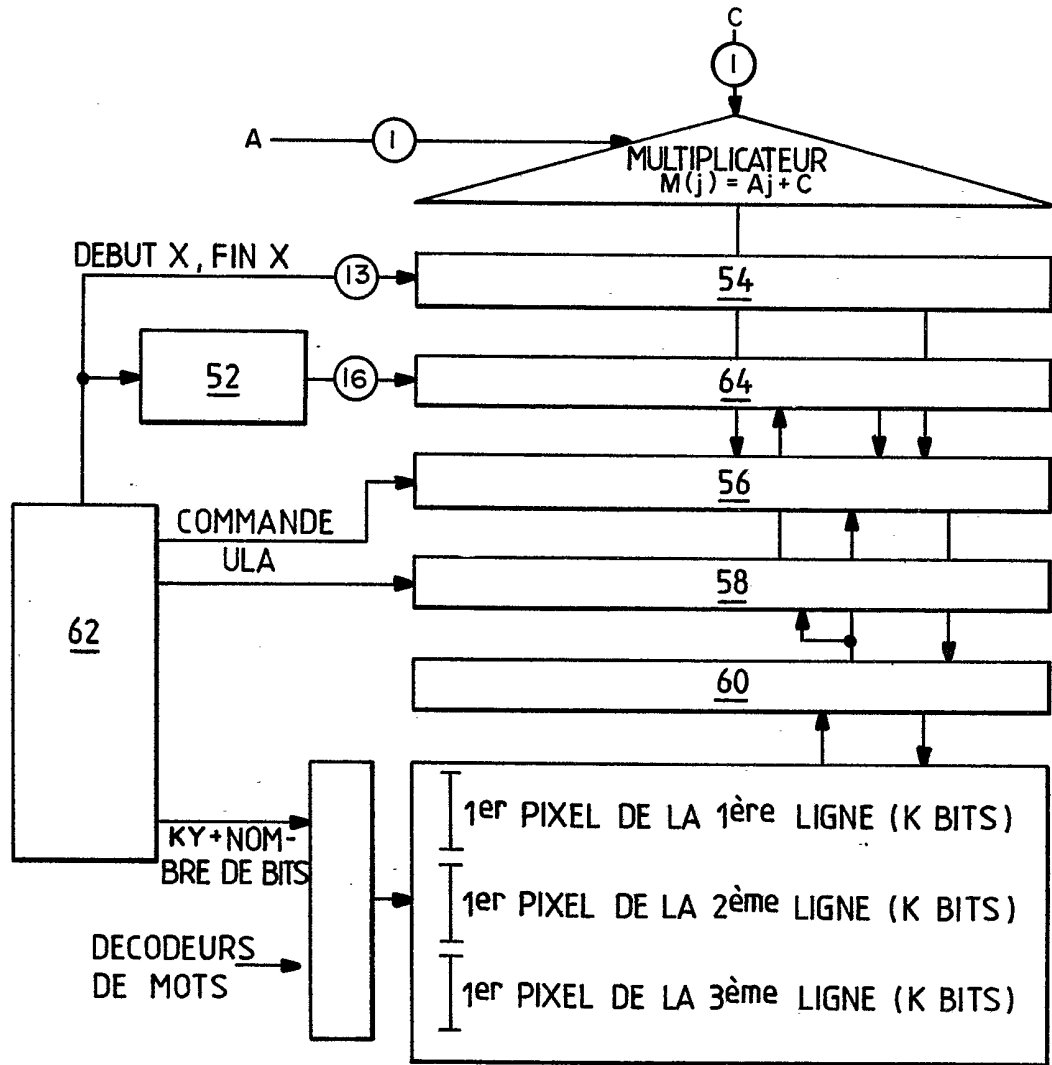 C
1
A
1
MULTIPLICATEUR
M(j) = Aj + C
DEBUT X, FIN X
13
54
52
16
64
56
COMMANDE
ULA
58
62
60
KY+NOM-
BRE DE BITS
1er PIXEL DE LA 1ère LIGNE (K BITS)
1er PIXEL DE LA 2ème LIGNE (K BITS)
DECODEURS
DE MOTS
1er PIXEL DE LA 3ème LIGNE (K BITS)